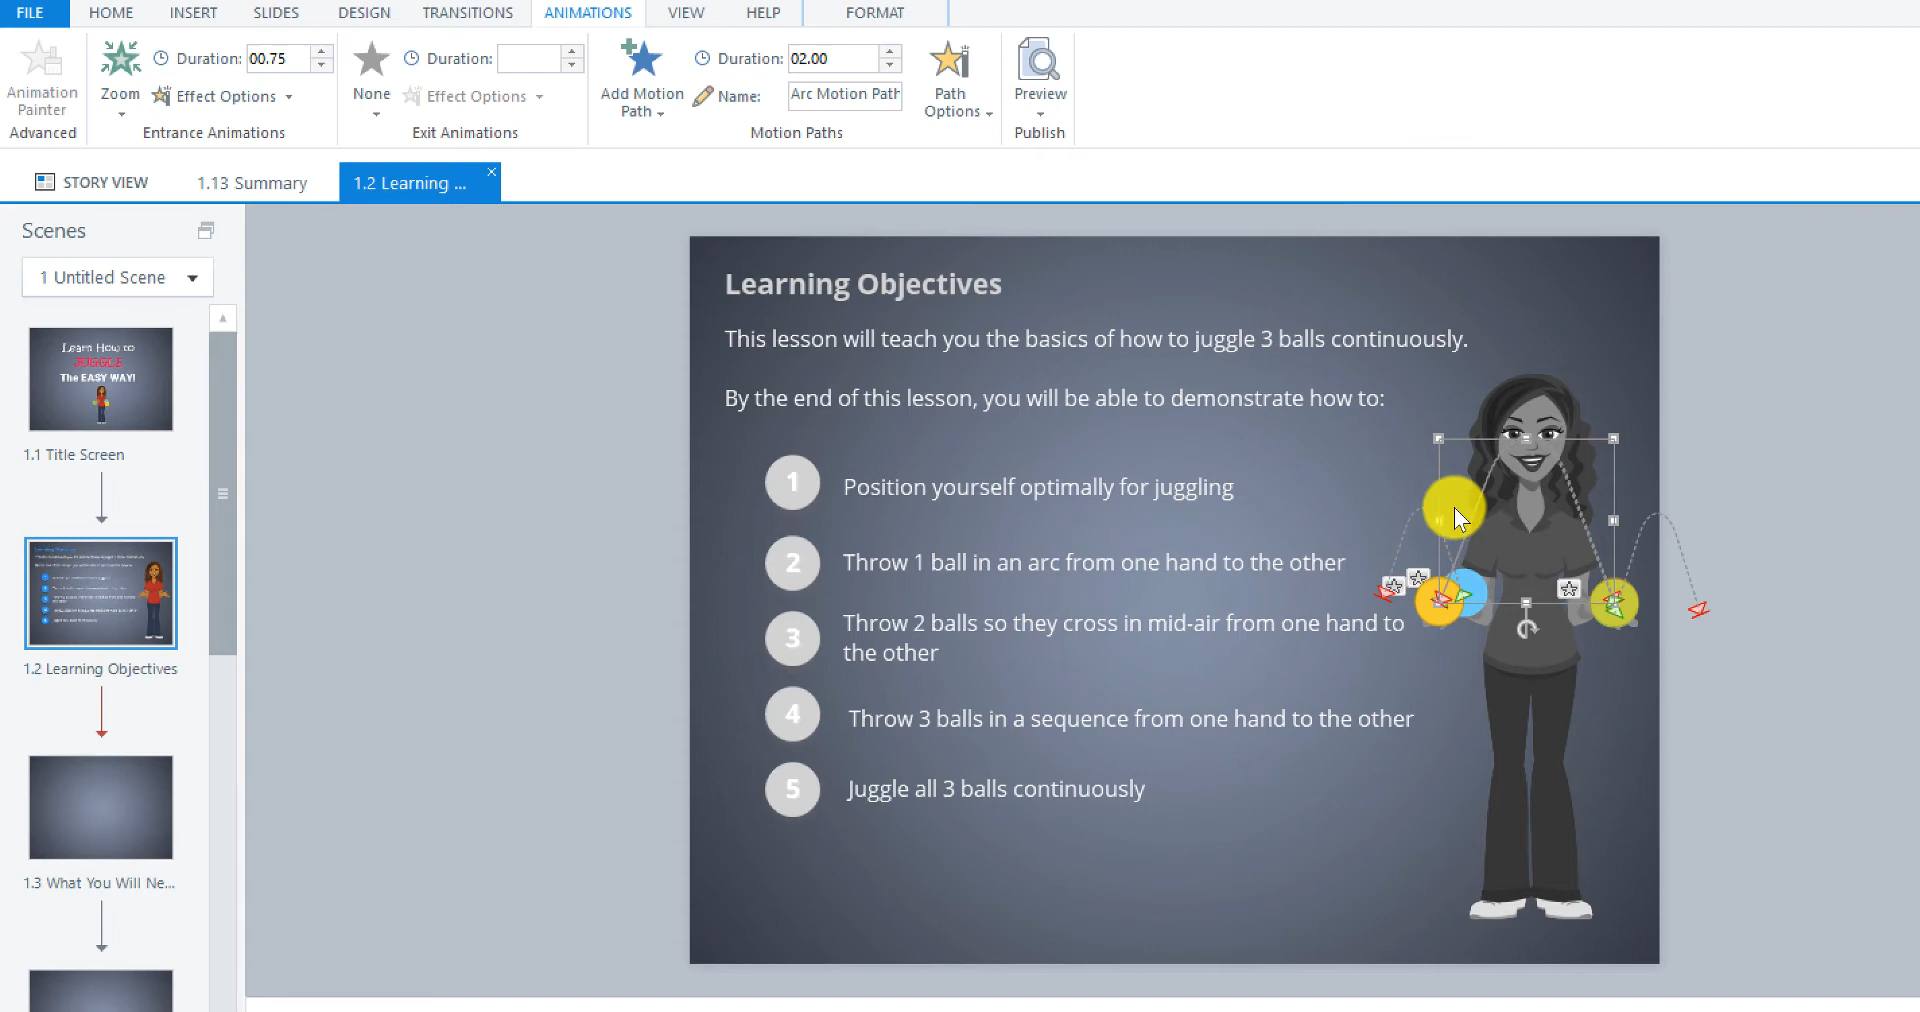 FILE HOME INSERT SLIDES DESIGN TRANSITIONS ANIMATIONS VIEW HELP FORMAT
Animation
Painter
Advanced
Zoom
Duration: 00.75
Effect Options
Entrance Animations
None
Duration:
Effect Options
Exit Animations
Add Motion
Path
Duration: 02.00
Name: Arc Motion Path
Motion Paths
Path
Options
Preview
Publish
STORY VIEW 1.13 Summary 1.2 Learning ...
Scenes
1 Untitled Scene
Learn How to
JUGGLE
The EASY WAY!
1.1 Title Screen
1.2 Learning Objectives
1.3 What You Will Ne...
Learning Objectives
This lesson will teach you the basics of how to juggle 3 balls continuously.
By the end of this lesson, you will be able to demonstrate how to:
1 Position yourself optimally for juggling
2 Throw 1 ball in an arc from one hand to the other
3 Throw 2 balls so they cross in mid-air from one hand to
the other
4 Throw 3 balls in a sequence from one hand to the other
5 Juggle all 3 balls continuously